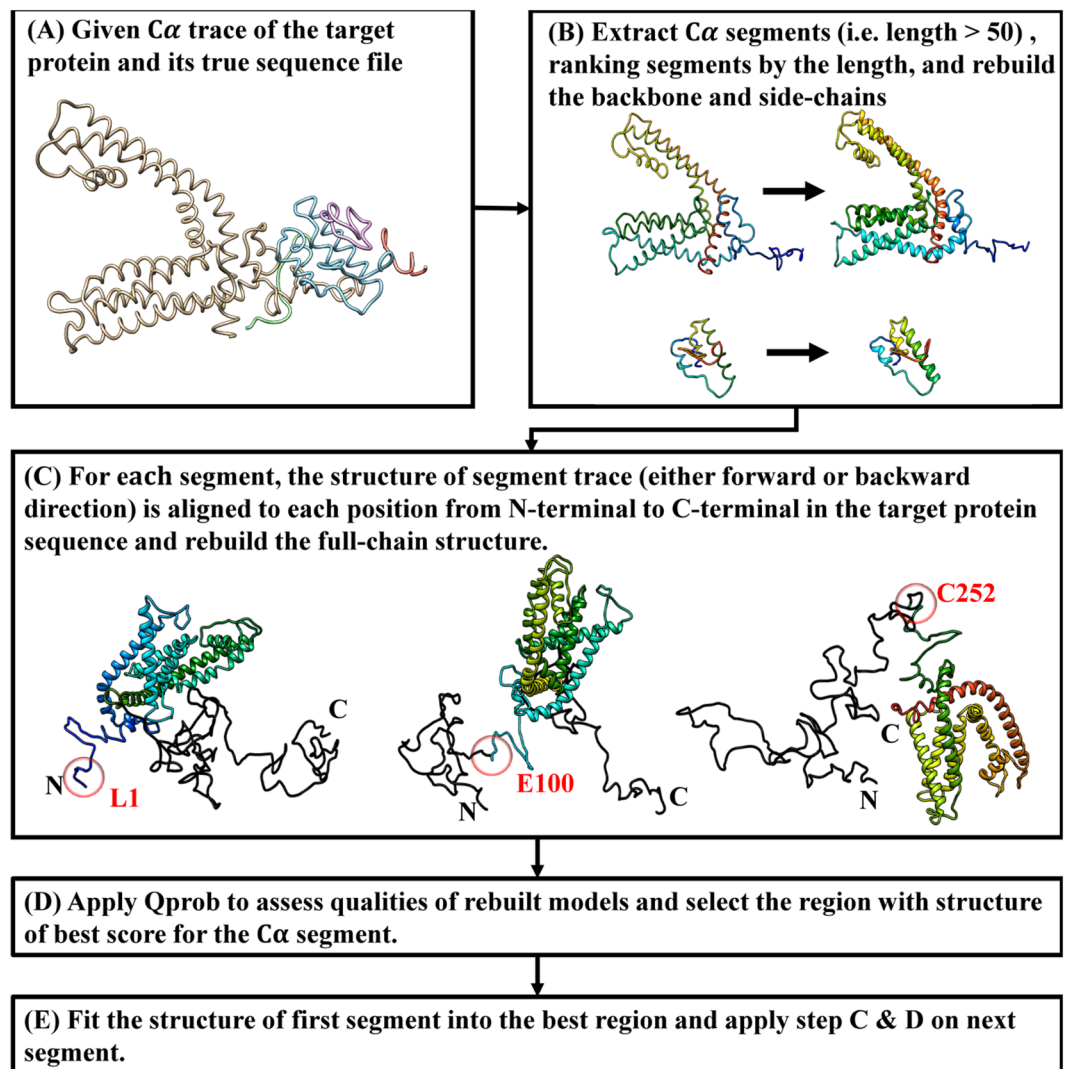 (A) Given Cα trace of the target
protein and its true sequence file
(B) Extract Cα segments (i.e. length > 50) ,
ranking segments by the length, and rebuild
the backbone and side-chains
(C) For each segment, the structure of segment trace (either forward or backward
direction) is aligned to each position from N-terminal to C-terminal in the target protein
sequence and rebuild the full-chain structure.
N
L1
C
N
E100
C
C252
C
N
(D) Apply Qprob to assess qualities of rebuilt models and select the region with structure
of best score for the Cα segment.
(E) Fit the structure of first segment into the best region and apply step C & D on next
segment.